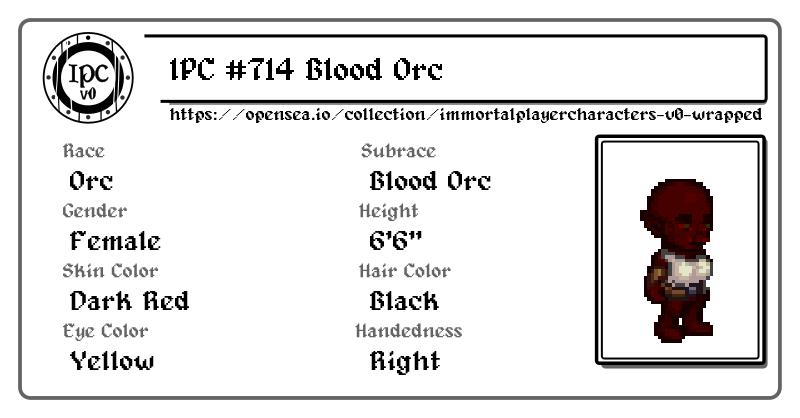 IPC
v0
IPC #714 Blood Orc
https://opensea.io/collection/immortalplayercharacters-v0-wrapped
Race
Orc
Subrace
Blood Orc
Gender
Female
Height
6'6"
Skin Color
Dark Red
Hair Color
Black
Eye Color
Yellow
Handedness
Right